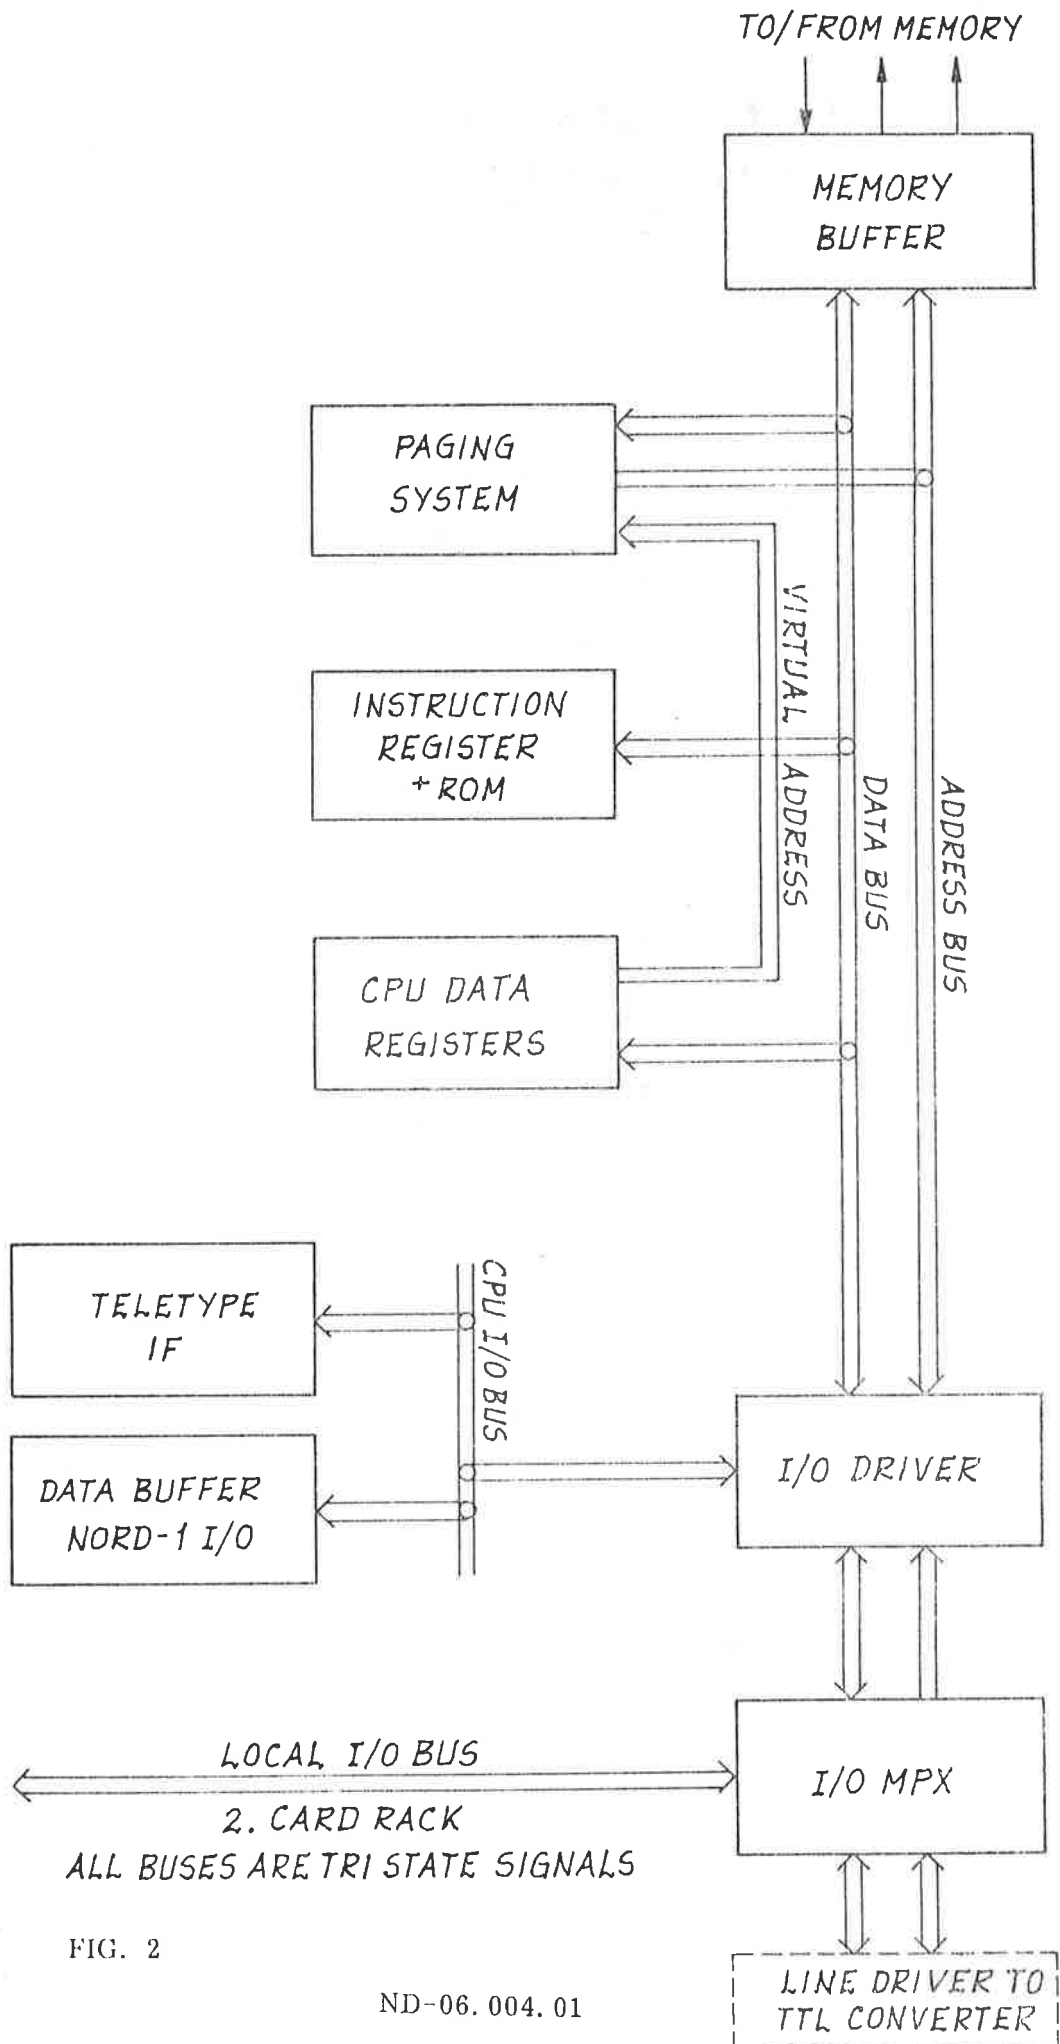 TO/FROM MEMORY
MEMORY
BUFFER
PAGING
SYSTEM
VIRTUAL ADDRESS
INSTRUCTION
REGISTER
+ ROM
DATA BUS
ADDRESS BUS
CPU DATA
REGISTERS
TELETYPE
IF
CPU I/O BUS
DATA BUFFER
NORD-1 I/O
I/O DRIVER
LOCAL I/O BUS
2. CARD RACK
ALL BUSES ARE TRI STATE SIGNALS
I/O MPX
FIG. 2
LINE DRIVER TO
TTL CONVERTER
ND-06.004.01